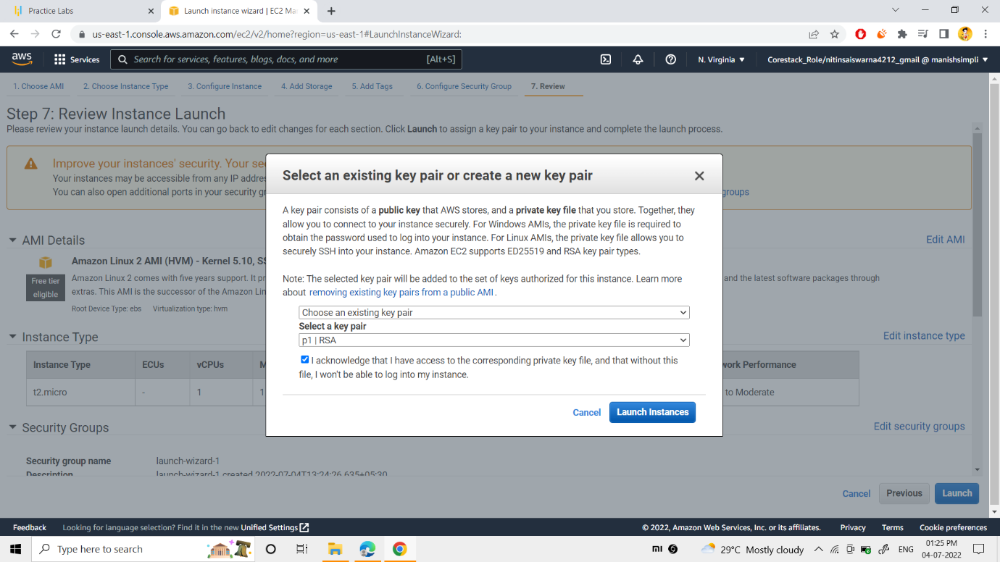 Practice Labs
Launch instance wizard | EC2 Ma
us-east-1.console.aws.amazon.com/ec2/v2/home?region=us-east-1#LaunchInstanceWizard:
aws
Services
Search for services, features, blogs, docs, and more
[Alt+S]
N. Virginia
Corestack_Role/nitinsaiswarna4212_gmail @ manishsimpli
1. Choose AMI
2. Choose Instance Type
3. Configure Instance
4. Add Storage
5. Add Tags
6. Configure Security Group
7. Review
Step 7: Review Instance Launch
Please review your instance launch details. You can go back to edit changes for each section. Click Launch to assign a key pair to your instance and complete the launch process.
Improve your instances' security. Your se
Your instances may be accessible from any IP addre
You can also open additional ports in your security gr
groups
Select an existing key pair or create a new key pair
A key pair consists of a public key that AWS stores, and a private key file that you store. Together, they
allow you to connect to your instance securely. For Windows AMIs, the private key file is required to
obtain the password used to log into your instance. For Linux AMIs, the private key file allows you to
securely SSH into your instance. Amazon EC2 supports ED25519 and RSA key pair types.
Note: The selected key pair will be added to the set of keys authorized for this instance. Learn more
about removing existing key pairs from a public AMI.
Choose an existing key pair
Select a key pair
p1 | RSA
I acknowledge that I have access to the corresponding private key file, and that without this
file, I won't be able to log into my instance.
Cancel
Launch Instances
AMI Details
Edit AMI
Amazon Linux 2 AMI (HVM) - Kernel 5.10, SS
Free tier
eligible
Amazon Linux 2 comes with five years support. It pr
and the latest software packages through
extras. This AMI is the successor of the Amazon Lin
Root Device Type: ebs
Virtualization type: hvm
Instance Type
Edit instance type
Instance Type
ECUs
vCPUs
M
work Performance
t2.micro
-
1
1
to Moderate
Security Groups
Edit security groups
Security group name
launch-wizard-1
Description
launch-wizard-1 created 2022-07-04T13:24:26.635+05:30
Cancel
Previous
Launch
Feedback
Looking for language selection? Find it in the new Unified Settings
© 2022, Amazon Web Services, Inc. or its affiliates.
Privacy
Terms
Cookie preferences
Type here to search
29°C Mostly cloudy
ENG
01:25 PM
04-07-2022